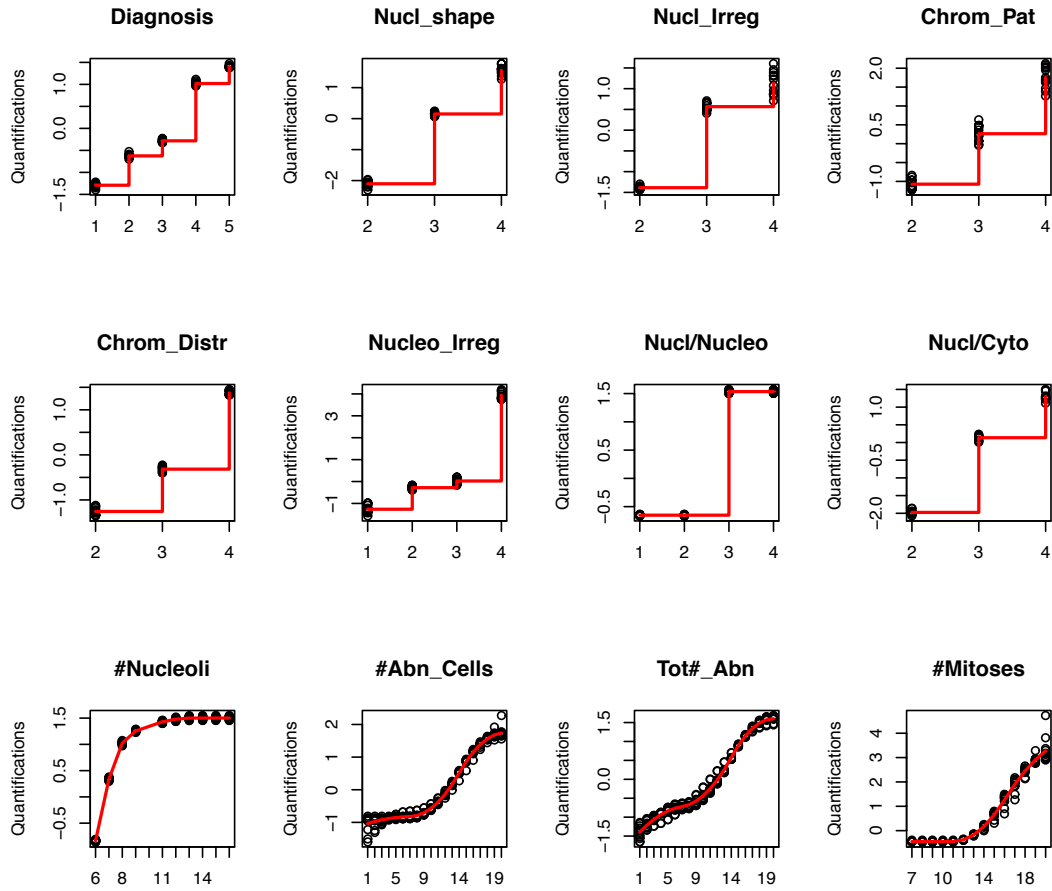 Diagnosis
Quantifications
−1.5 0.0 1.0
1 2 3 4 5
Nucl_shape
Quantifications
−2 0
2 3 4
Nucl_Irreg
Quantifications
−1.5 0.0 1.0
2 3 4
Chrom_Pat
Quantifications
−1.0 0.5 2.0
2 3 4
Chrom_Distr
Quantifications
−1.0 0.0 1.0
2 3 4
Nucleo_Irreg
Quantifications
−1 1 3
1 2 3 4
Nucl/Nucleo
Quantifications
−0.5 0.5 1.5
1 2 3 4
Nucl/Cyto
Quantifications
−2.0 −0.5 1.0
2 3 4
#Nucleoli
Quantifications
−0.5 0.5 1.5
6 8 11 14
#Abn_Cells
Quantifications
−1 0 1 2
1 5 9 14 19
Tot#_Abn
Quantifications
−1.5 0.0 1.5
1 5 9 14 19
#Mitoses
Quantifications
0 1 2 3 4
7 10 14 18